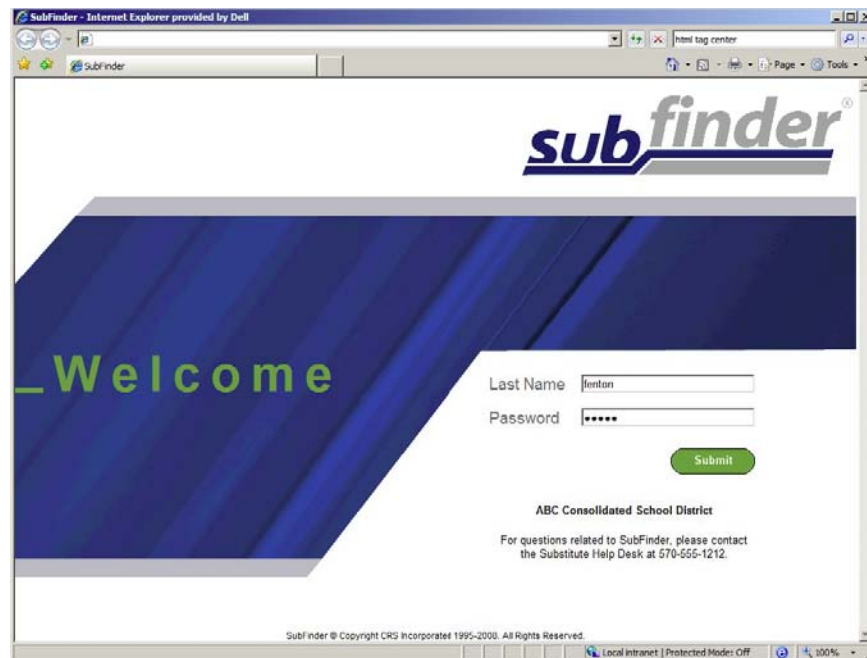 SubFinder - Internet Explorer provided by Dell
html tag center
SubFinder
Page
Tools
subfinder®
_Welcome
Last Name fenton
Password •••••
Submit
ABC Consolidated School District
For questions related to SubFinder, please contact
the Substitute Help Desk at 570-555-1212.
SubFinder © Copyright CRS Incorporated 1995-2008. All Rights Reserved.
Local intranet | Protected Mode: Off
100%